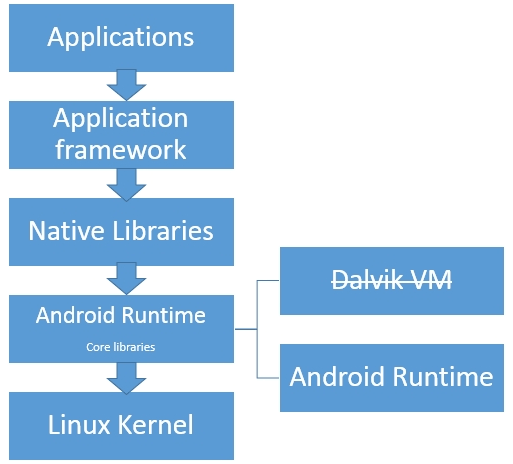 Applications
Application
framework
Native Libraries
Android Runtime
Core libraries
Linux Kernel
Dalvik VM
Android Runtime